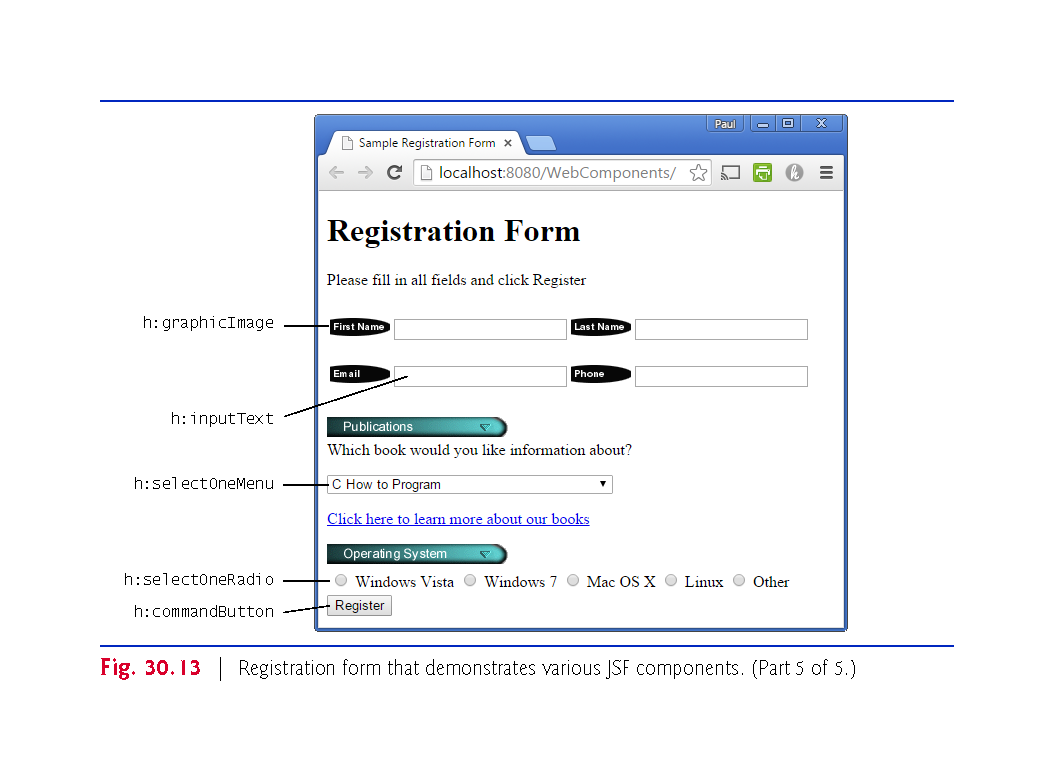 Paul
Sample Registration Form
localhost:8080/WebComponents/
Registration Form
Please fill in all fields and click Register
h:graphicImage
First Name
Last Name
Email
Phone
h:inputText
Publications
Which book would you like information about?
h:selectOneMenu
C How to Program
Click here to learn more about our books
Operating System
h:selectOneRadio
Windows Vista Windows 7 Mac OS X Linux Other
h:commandButton
Register
Fig. 30.13 | Registration form that demonstrates various JSF components. (Part 5 of 5.)